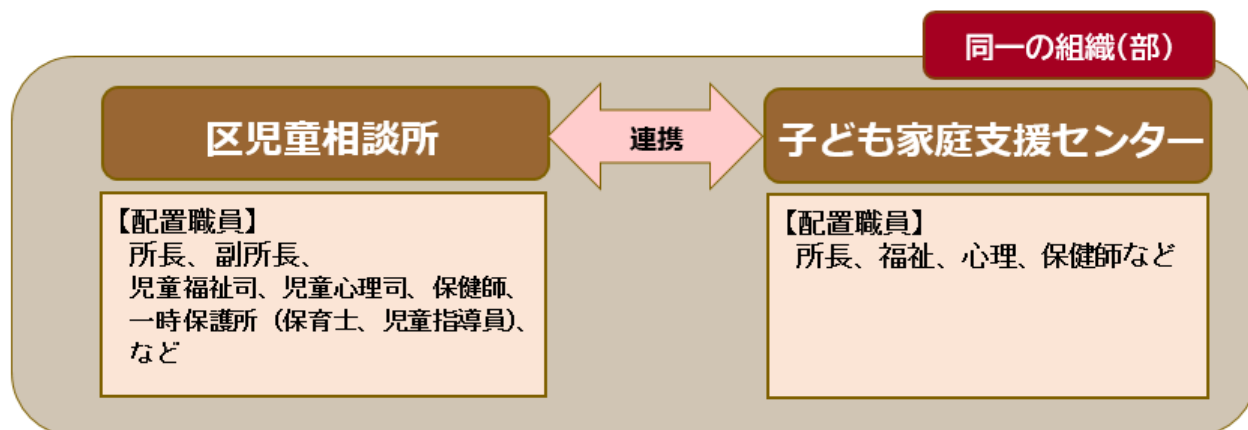 同一の組織(部)
区児童相談所
連携
子ども家庭支援センター
【配置職員】
所長、副所長、
児童福祉司、児童心理司、保健師、
一時保護所（保育士、児童指導員）、
など
【配置職員】
所長、福祉、心理、保健師など